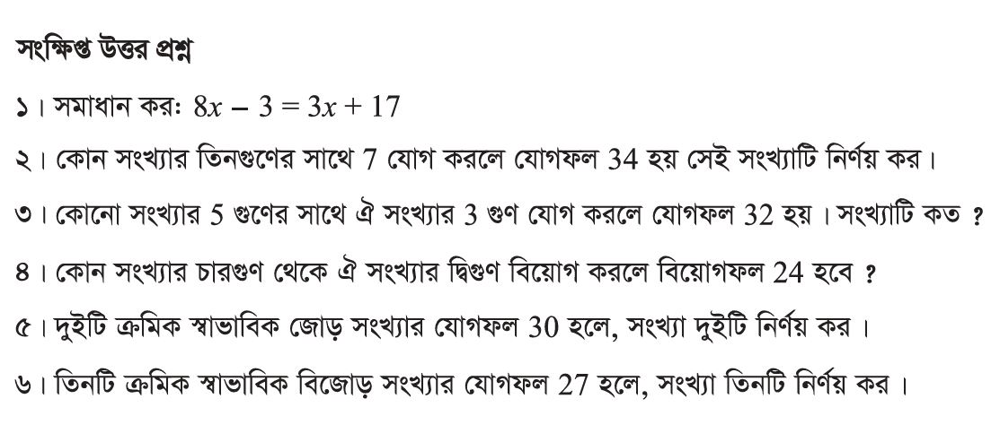 সংক্ষিপ্ত উত্তর প্রশ্ন
১। সমাধান কর: 8x – 3 = 3x + 17
২। কোন সংখ্যার তিনগুণের সাথে 7 যোগ করলে যোগফল 34 হয় সেই সংখ্যাটি নির্ণয় কর।
৩। কোনো সংখ্যার 5 গুণের সাথে ঐ সংখ্যার 3 গুণ যোগ করলে যোগফল 32 হয়। সংখ্যাটি কত ?
৪। কোন সংখ্যার চারগুণ থেকে ঐ সংখ্যার দ্বিগুণ বিয়োগ করলে বিয়োগফল 24 হবে ?
৫। দুইটি ক্রমিক স্বাভাবিক জোড় সংখ্যার যোগফল 30 হলে, সংখ্যা দুইটি নির্ণয় কর।
৬। তিনটি ক্রমিক স্বাভাবিক বিজোড় সংখ্যার যোগফল 27 হলে, সংখ্যা তিনটি নির্ণয় কর।